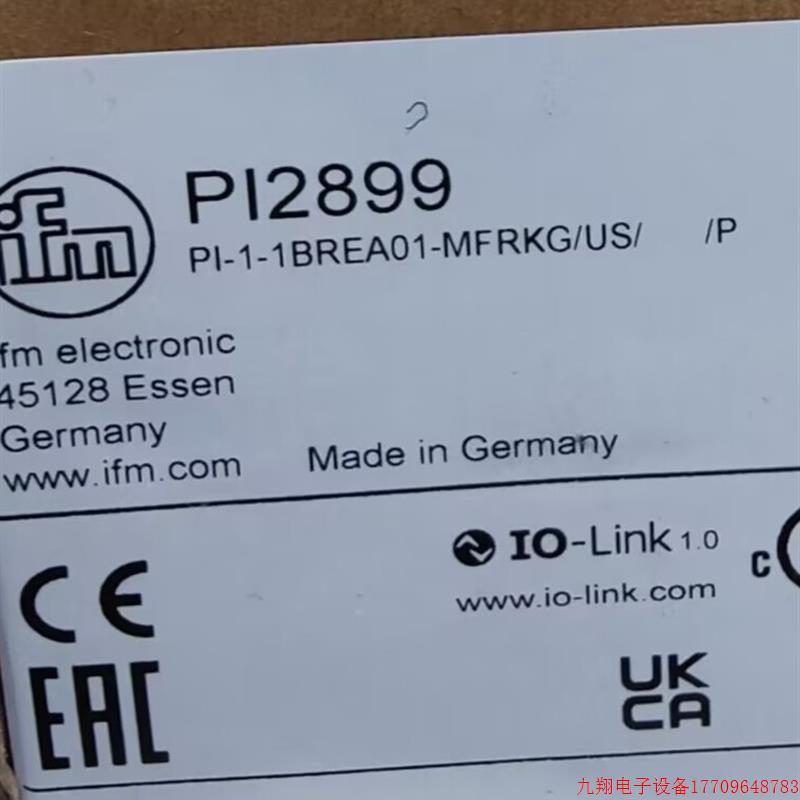 ifm
PI2899
PI-1-1BREA01-MFRKG/US/ /P
ifm electronic
45128 Essen
Germany
www.ifm.com
Made in Germany
IO-Link 1.0
www.io-link.com
c
CE
EAC
UK
CA
九翔电子设备17709648783